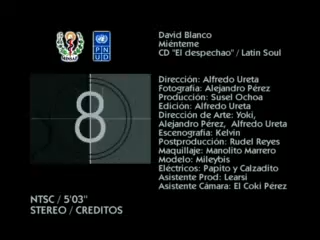 MINSAP
P N
U D
David Blanco
Miénteme
CD "El despechao" / Latin Soul
8
Dirección: Alfredo Ureta
Fotografía: Alejandro Pérez
Producción: Susel Ochoa
Edición: Alfredo Ureta
Dirección de Arte: Yoki,
Alejandro Pérez, Alfredo Ureta
Escenografía: Kelvin
Postproducción: Rudel Reyes
Maquillaje: Manolito Marrero
Modelo: Mileybis
Eléctricos: Papito y Calzadito
Asistente Prod: Learsi
Asistente Cámara: El Coki Pérez
NTSC / 5'03"
STEREO / CREDITOS